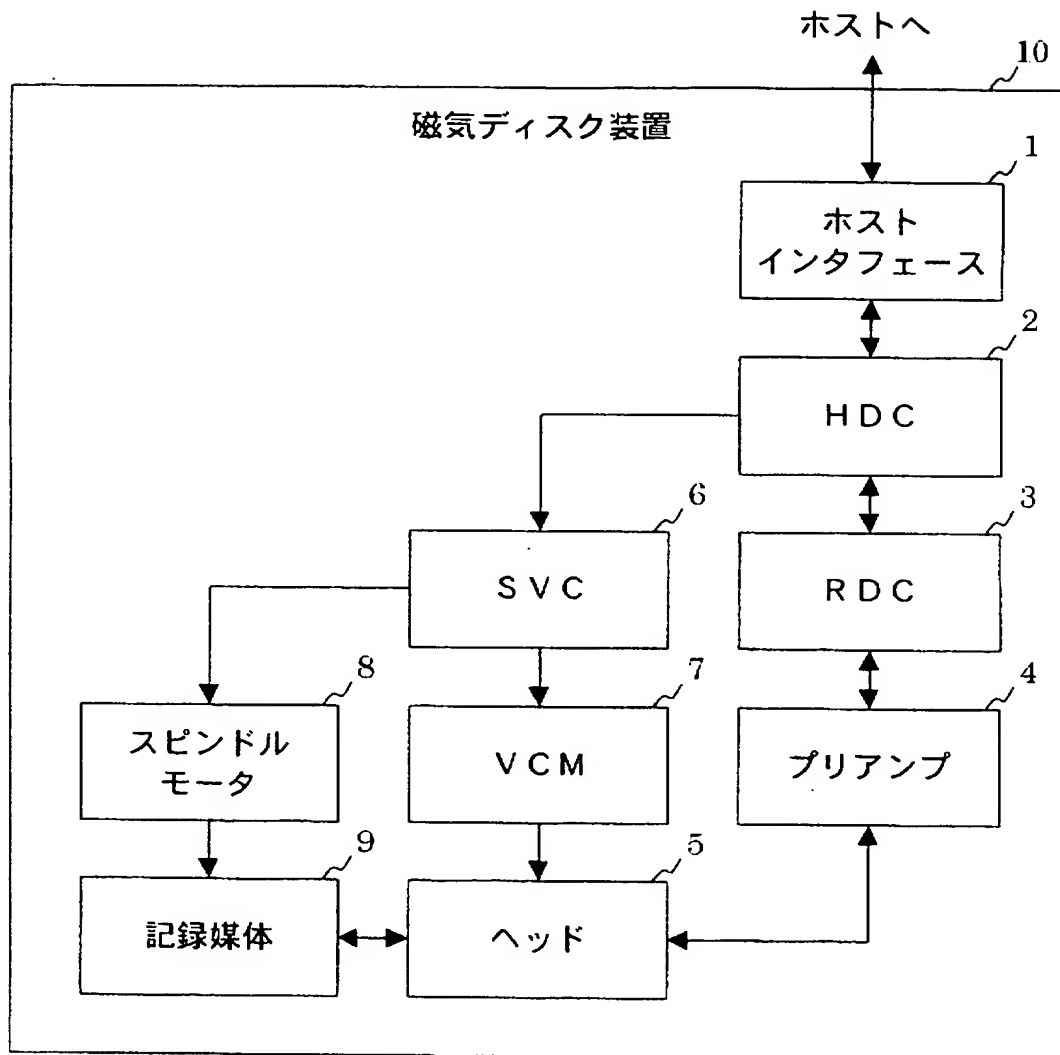 ホストへ
10
磁気ディスク装置
1
ホスト
インタフェース
2
HDC
6
3
SVC
RDC
8
7
4
スピンドル
モータ
VCM
プリアンプ
9
5
記録媒体
ヘッド